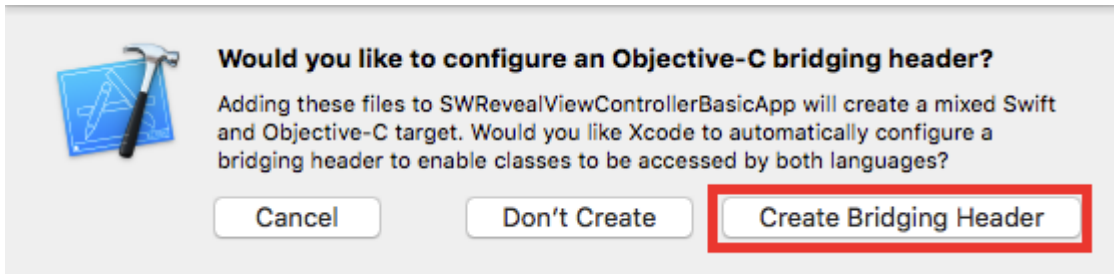 Would you like to configure an Objective-C bridging header?
Adding these files to SWRevealViewControllerBasicApp will create a mixed Swift
and Objective-C target. Would you like Xcode to automatically configure a
bridging header to enable classes to be accessed by both languages?
Cancel Don't Create Create Bridging Header